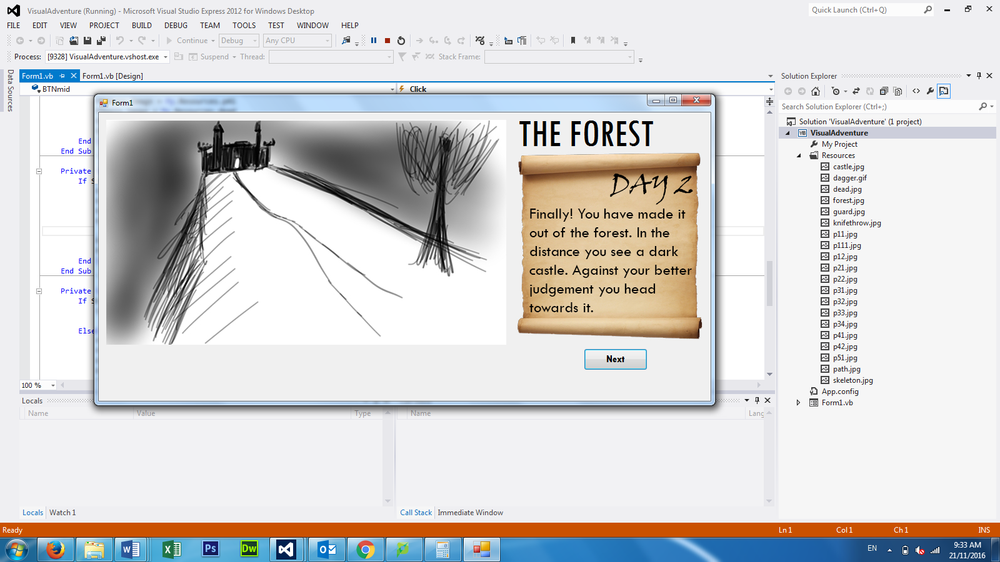 VisualAdventure (Running) - Microsoft Visual Studio Express 2012 for Windows Desktop
Quick Launch (Ctrl+Q)
FILE EDIT VIEW PROJECT BUILD DEBUG TEAM TOOLS TEST WINDOW HELP
Continue Debug Any CPU
Process: [9328] VisualAdventure.vshost.exe Suspend Thread: Stack Frame:
Data Sources
Form1.vb Form1.vb [Design]
BTNmid Click
Form1
End
End Sub
Private
If S
End
End Sub
Private
If S
Else
100 %
THE FOREST
DAY 2
Finally! You have made it
out of the forest. In the
distance you see a dark
castle. Against your better
judgement you head
towards it.
Next
Solution Explorer
Search Solution Explorer (Ctrl+;)
Solution 'VisualAdventure' (1 project)
VB VisualAdventure
My Project
Resources
castle.jpg
dagger.gif
dead.jpg
forest.jpg
guard.jpg
knifethrow.jpg
p11.jpg
p111.jpg
p12.jpg
p21.jpg
p22.jpg
p31.jpg
p32.jpg
p33.jpg
p34.jpg
p41.jpg
p42.jpg
p51.jpg
path.jpg
skeleton.jpg
App.config
Form1.vb
Locals
Name Value Type
Name Lang
Locals Watch 1
Call Stack Immediate Window
Ready Ln 1 Col 1 Ch 1 INS
Ps Dw
EN
9:33 AM
21/11/2016